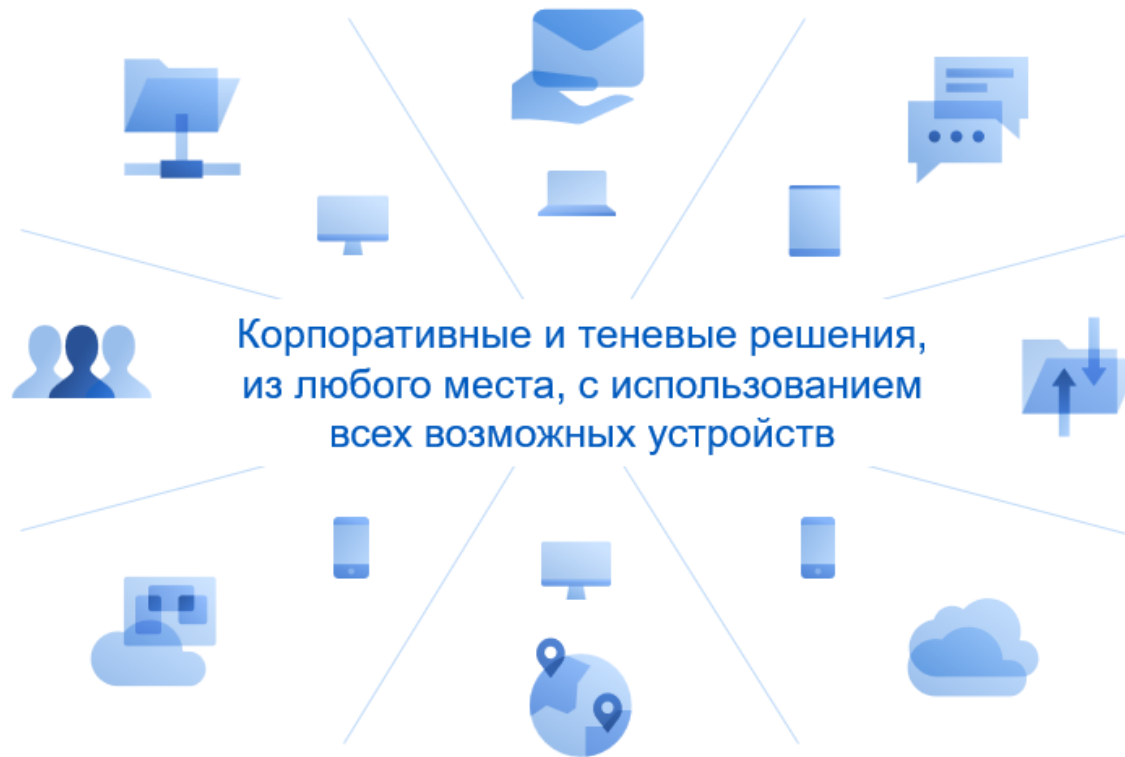 Корпоративные и теневые решения,
из любого места, с использованием
всех возможных устройств